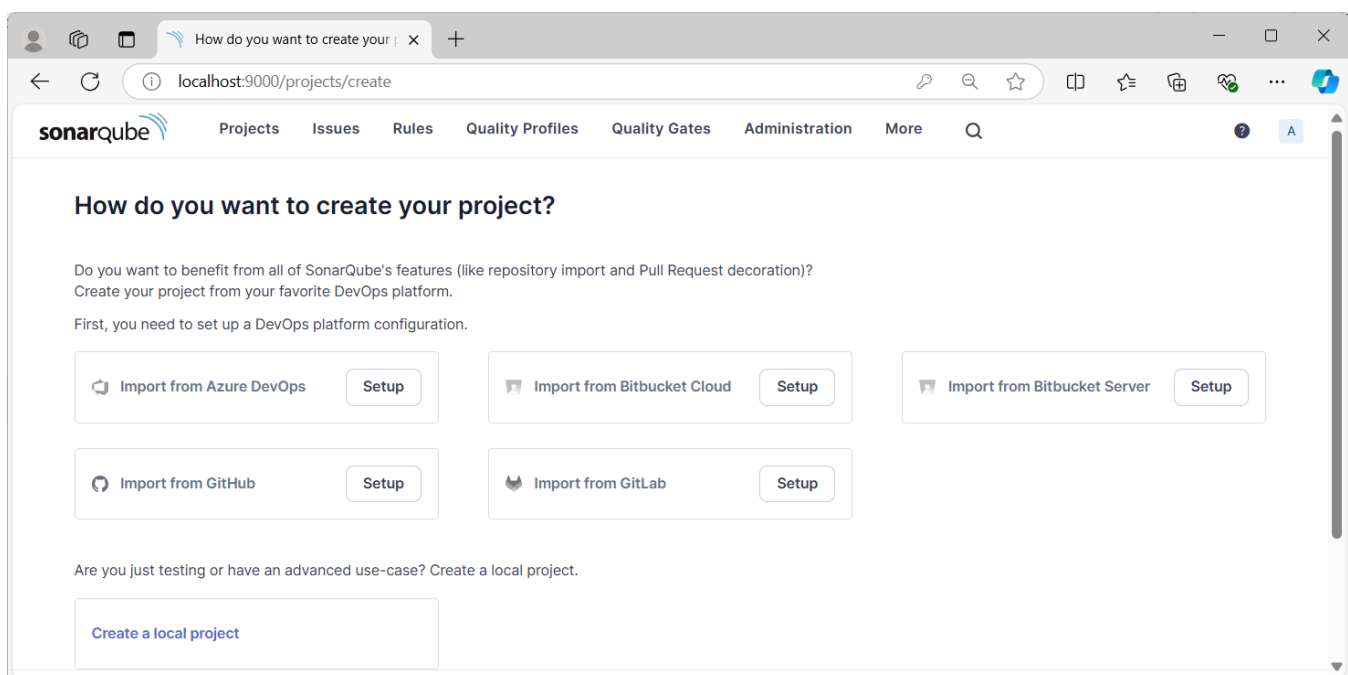 How do you want to create your p
localhost:9000/projects/create
sonarqube Projects Issues Rules Quality Profiles Quality Gates Administration More ? A
How do you want to create your project?
Do you want to benefit from all of SonarQube's features (like repository import and Pull Request decoration)?
Create your project from your favorite DevOps platform.
First, you need to set up a DevOps platform configuration.
Import from Azure DevOps Setup Import from Bitbucket Cloud Setup Import from Bitbucket Server Setup
Import from GitHub Setup Import from GitLab Setup
Are you just testing or have an advanced use-case? Create a local project.
Create a local project